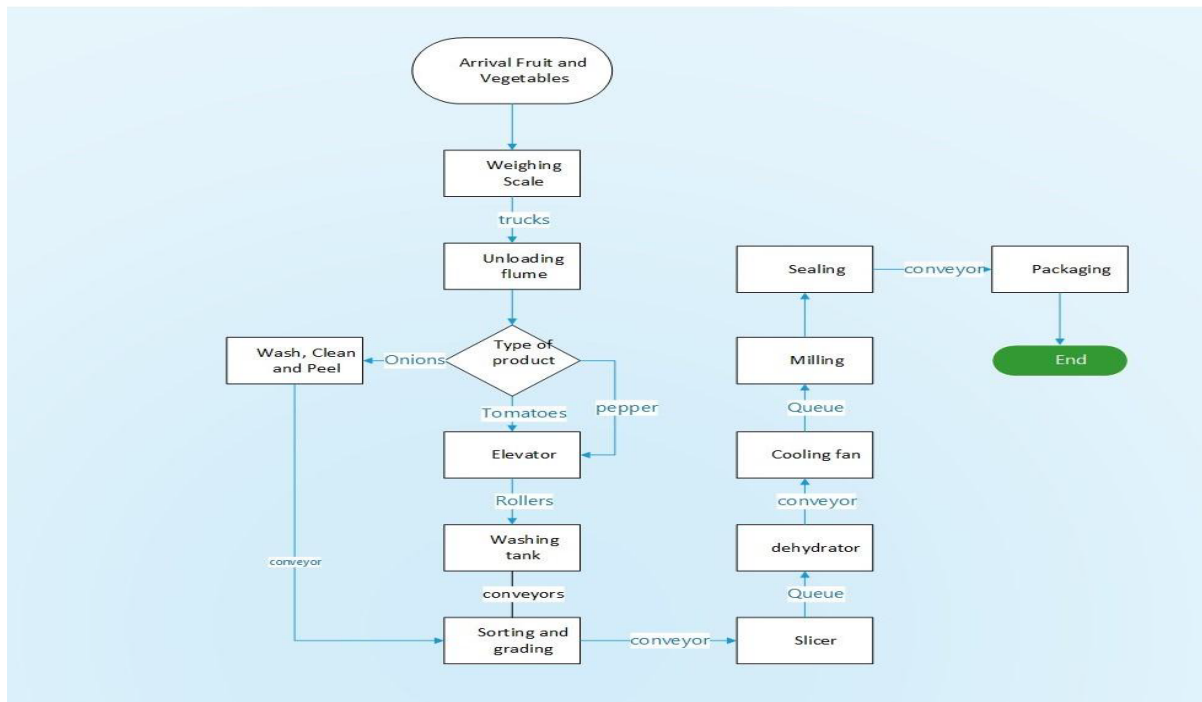 Arrival Fruit and
Vegetables
Weighing
Scale
trucks
Unloading
flume
Type of
product
Onions
Wash, Clean
and Peel
Tomatoes
pepper
Elevator
Rollers
Washing
tank
conveyor
conveyors
Sorting and
grading
conveyor
Slicer
Queue
dehydrator
conveyor
Cooling fan
Queue
Milling
Sealing
conveyor
Packaging
End